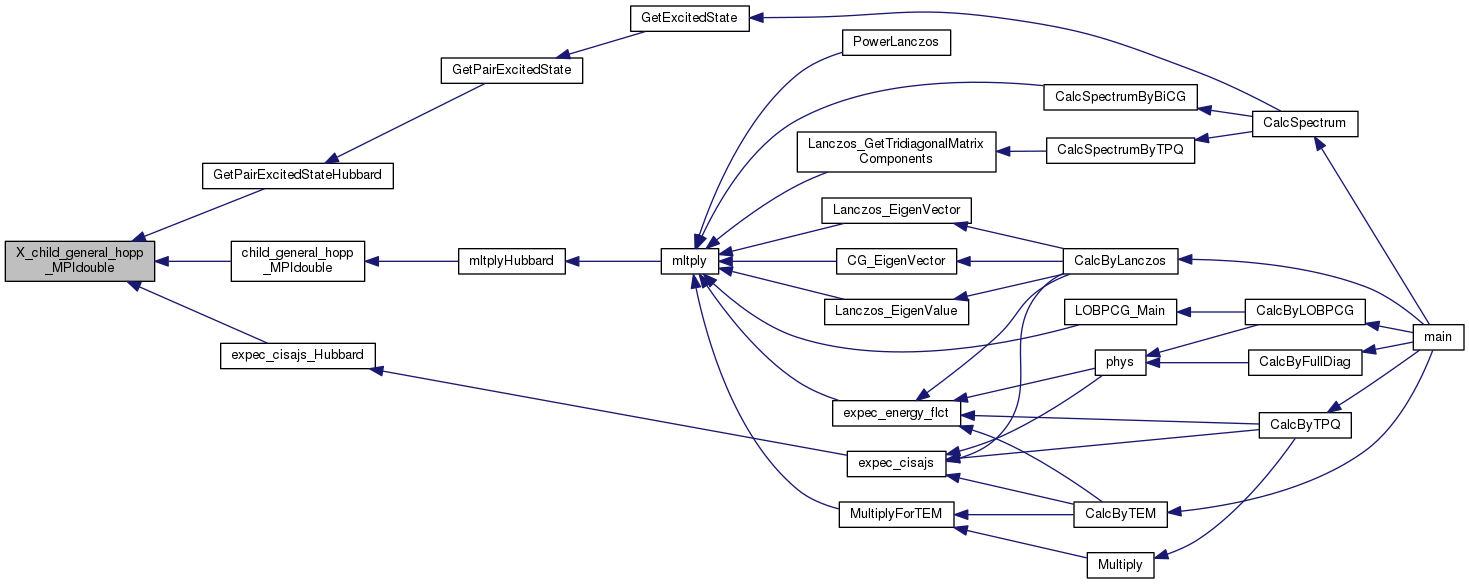 GetExcitedState
PowerLanczos
GetPairExcitedState
CalcSpectrumByBiCG
CalcSpectrum
Lanczos_GetTridiagonalMatrix
Components
CalcSpectrumByTPQ
GetPairExcitedStateHubbard
Lanczos_EigenVector
X_child_general_hopp
_MPIdouble
child_general_hopp
_MPIdouble
mltplyHubbard
mltply
CG_EigenVector
CalcByLanczos
Lanczos_EigenValue
LOBPCG_Main
CalcByLOBPCG
main
expec_cisajs_Hubbard
phys
CalcByFullDiag
expec_energy_flct
CalcByTPQ
expec_cisajs
MultiplyForTEM
CalcByTEM
Multiply